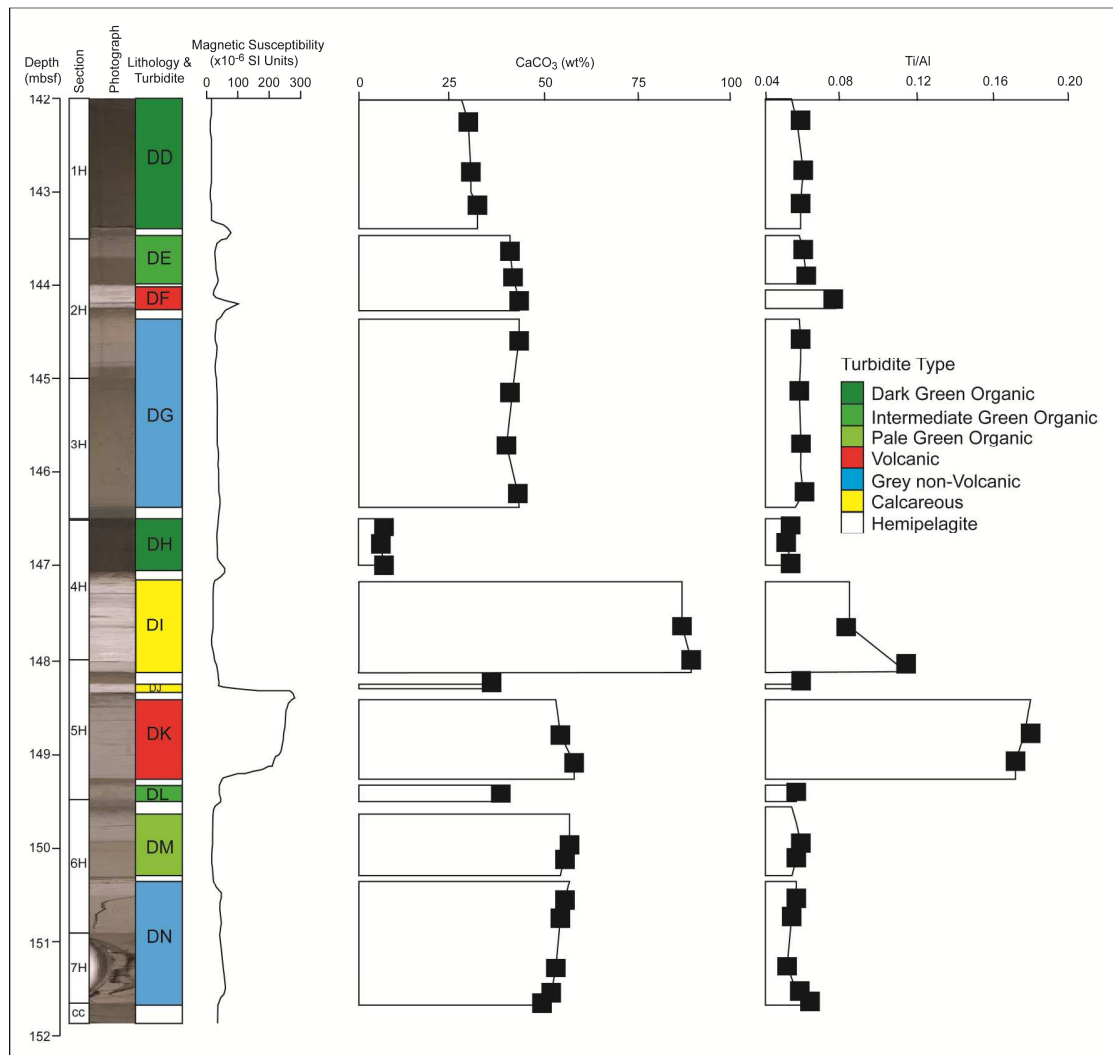 Depth
(mbsf)
Section
Photograph
Lithology &
Turbidite
Magnetic Susceptibility
(x10-6 SI Units)
0 100 200 300
CaCO3 (wt%)
0 25 50 75 100
Ti/Al
0.04 0.08 0.12 0.16 0.20
142
143
144
145
146
147
148
149
150
151
152
1H
2H
3H
4H
5H
6H
7H
cc
DD
DE
DF
DG
DH
DI
DJ
DK
DL
DM
DN
Turbidite Type
Dark Green Organic
Intermediate Green Organic
Pale Green Organic
Volcanic
Grey non-Volcanic
Calcareous
Hemipelagite